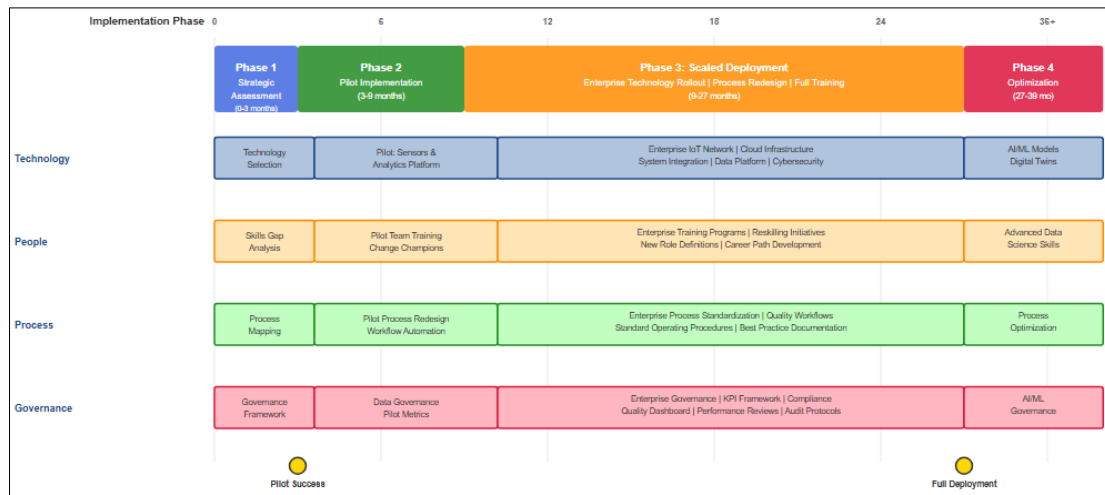 Implementation Phase 0 6 12 18 24 36+
Phase 1
Strategic
Assessment
(0-3 months)
Phase 2
Pilot Implementation
(3-9 months)
Phase 3: Scaled Deployment
Enterprise Technology Rollout | Process Redesign | Full Training
(9-27 months)
Phase 4
Optimization
(27-39 mo)
Technology
Technology
Selection
Pilot: Sensors &
Analytics Platform
Enterprise IoT Network | Cloud Infrastructure
System Integration | Data Platform | Cybersecurity
AI/ML Models
Digital Twins
People
Skills Gap
Analysis
Pilot Team Training
Change Champions
Enterprise Training Programs | Reskilling Initiatives
New Role Definitions | Career Path Development
Advanced Data
Science Skills
Process
Process
Mapping
Pilot Process Redesign
Workflow Automation
Enterprise Process Standardization | Quality Workflows
Standard Operating Procedures | Best Practice Documentation
Process
Optimization
Governance
Governance
Framework
Data Governance
Pilot Metrics
Enterprise Governance | KPI Framework | Compliance
Quality Dashboard | Performance Reviews | Audit Protocols
AI/ML
Governance
Pilot Success
Full Deployment